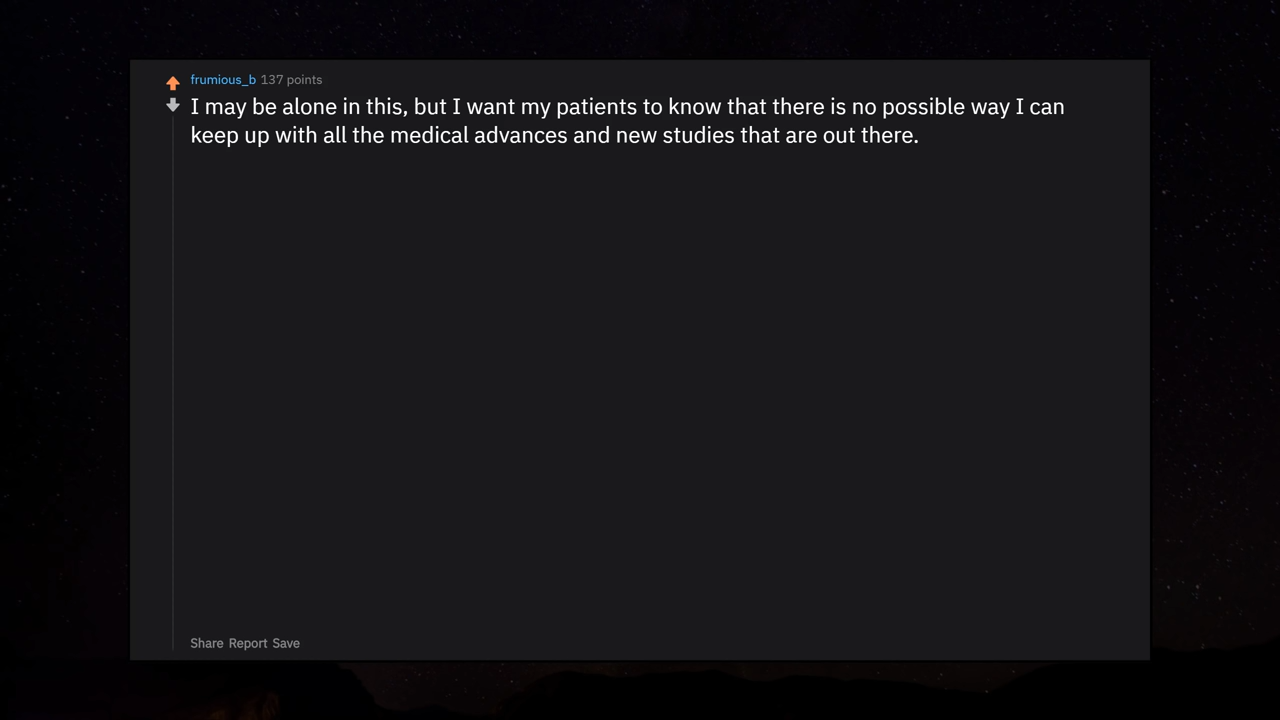 frumious_b 137 points
I may be alone in this, but I want my patients to know that there is no possible way I can
keep up with all the medical advances and new studies that are out there.
Share Report Save